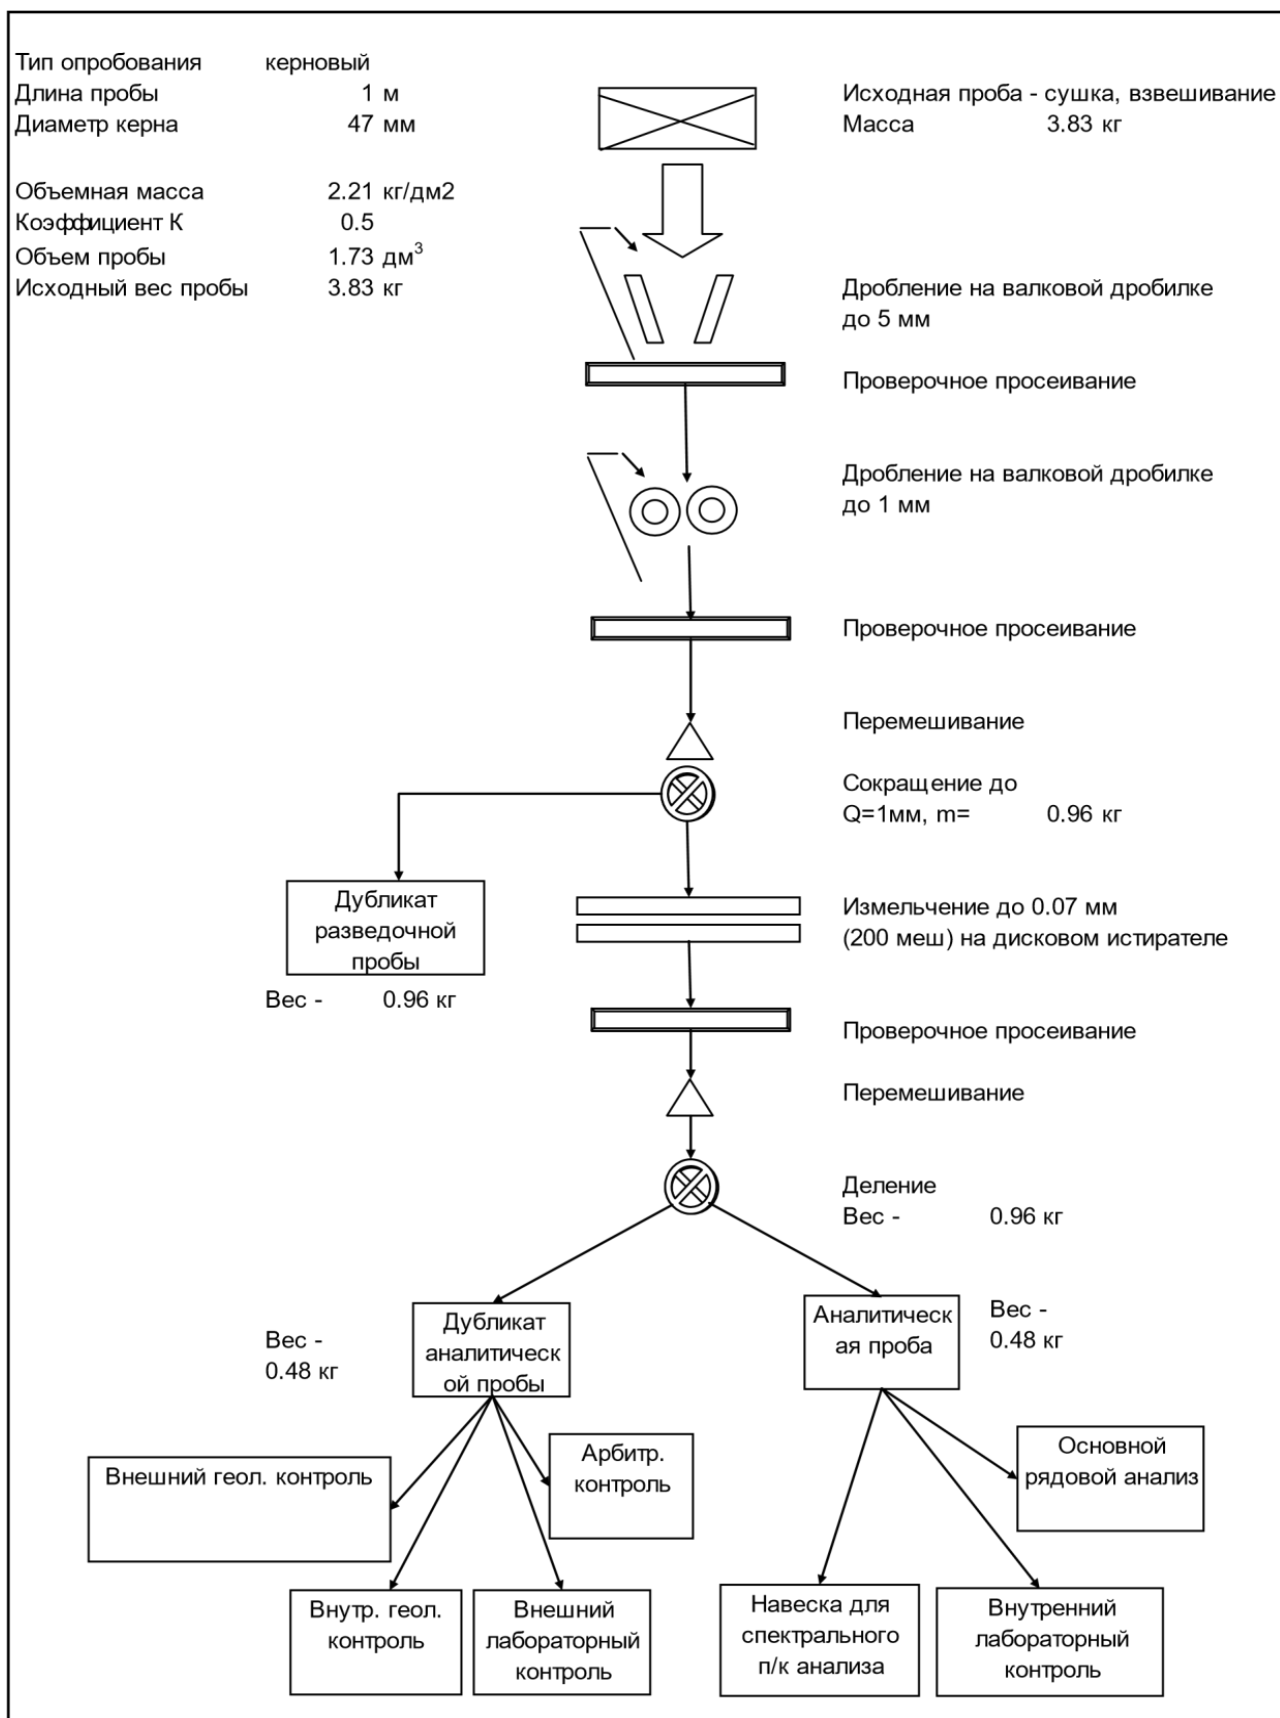 Тип опробования керновый
Длина пробы 1 м
Диаметр керна 47 мм
Объемная масса 2.21 кг/дм2
Коэффициент К 0.5
Объем пробы 1.73 дм³
Исходный вес пробы 3.83 кг
Исходная проба - сушка, взвешивание
Масса 3.83 кг
Дробление на валковой дробилке
до 5 мм
Проверочное просеивание
Дробление на валковой дробилке
до 1 мм
Проверочное просеивание
Перемешивание
Сокращение до
Q=1мм, m= 0.96 кг
Дубликат
разведочной
пробы
Вес - 0.96 кг
Измельчение до 0.07 мм
(200 меш) на дисковом истирателе
Проверочное просеивание
Перемешивание
Деление
Вес - 0.96 кг
Вес -
0.48 кг
Дубликат
аналитическ
ой пробы
Аналитическ
ая проба
Вес -
0.48 кг
Внешний геол. контроль
Арбитр.
контроль
Основной
рядовой анализ
Внутр. геол.
контроль
Внешний
лабораторный
контроль
Навеска для
спектрального
п/к анализа
Внутренний
лабораторный
контроль